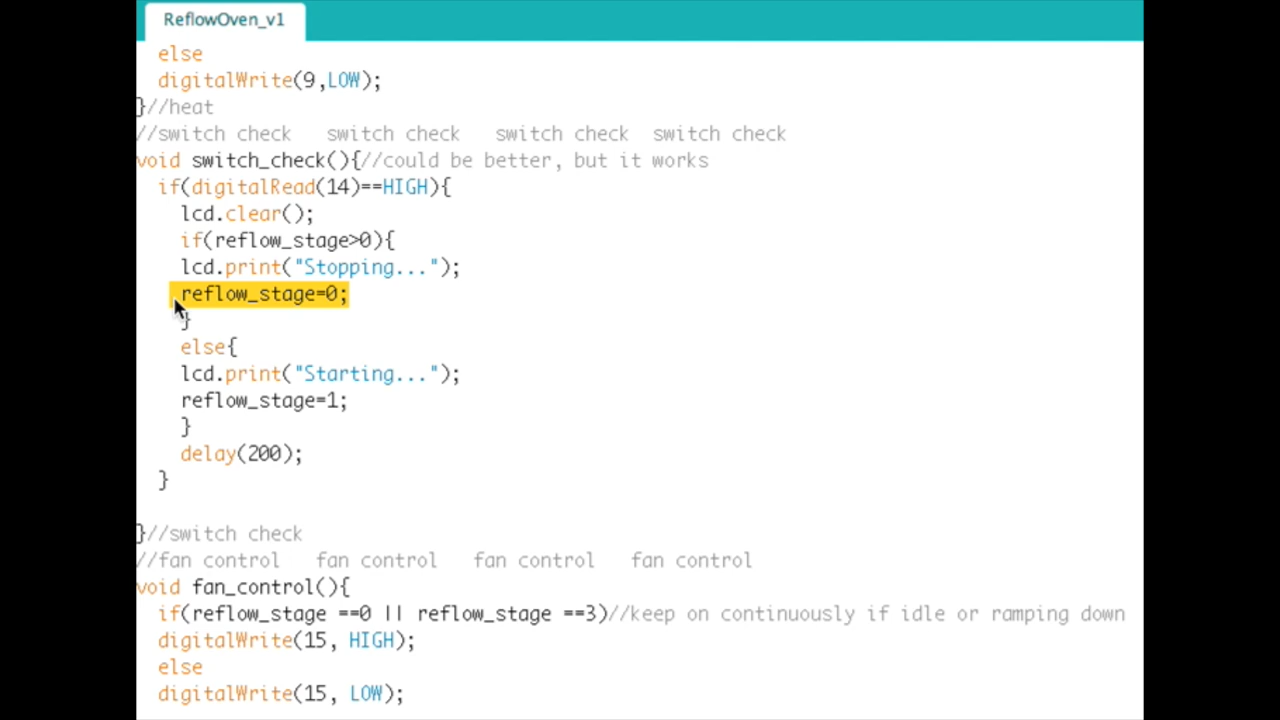 ReflowOven_v1
else
digitalWrite(9,LOW);
}//heat
//switch check   switch check   switch check  switch check
void switch_check(){//could be better, but it works
if(digitalRead(14)==HIGH){
lcd.clear();
if(reflow_stage>0){
lcd.print("Stopping...");
reflow_stage=0;
}
else{
lcd.print("Starting...");
reflow_stage=1;
}
delay(200);
}
}//switch check
//fan control   fan control   fan control   fan control
void fan_control(){
if(reflow_stage ==0 || reflow_stage ==3)//keep on continuously if idle or ramping down
digitalWrite(15, HIGH);
else
digitalWrite(15, LOW);